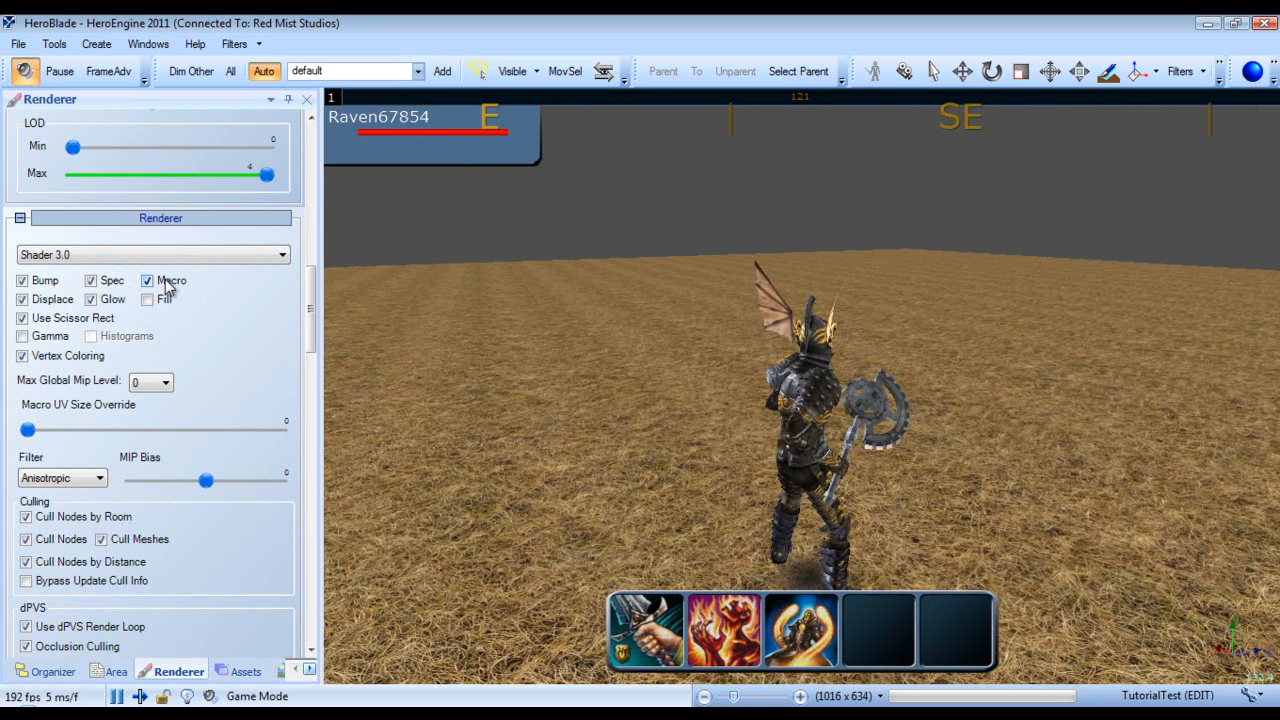 HeroBlade - HeroEngine 2011 (Connected To: Red Mist Studios)
File Tools Create Windows Help Filters
Pause FrameAdv Dim Other All Auto default Add Visible MovSel Parent To Unparent Select Parent Filters
Renderer
1 121
Raven67854 E SE
LOD
Min 0
Max 4
Renderer
Shader 3.0
Bump Spec Macro
Displace Glow Fill
Use Scissor Rect
Gamma Histograms
Vertex Coloring
Max Global Mip Level: 0
Macro UV Size Override
0
Filter MIP Bias
Anisotropic 0
Culling
Cull Nodes by Room
Cull Nodes Cull Meshes
Cull Nodes by Distance
Bypass Update Cull Info
dPVS
Use dPVS Render Loop
Occlusion Culling
Organizer Area Renderer Assets
192 fps 5 ms/f Game Mode (1016 x 634) TutorialTest (EDIT)